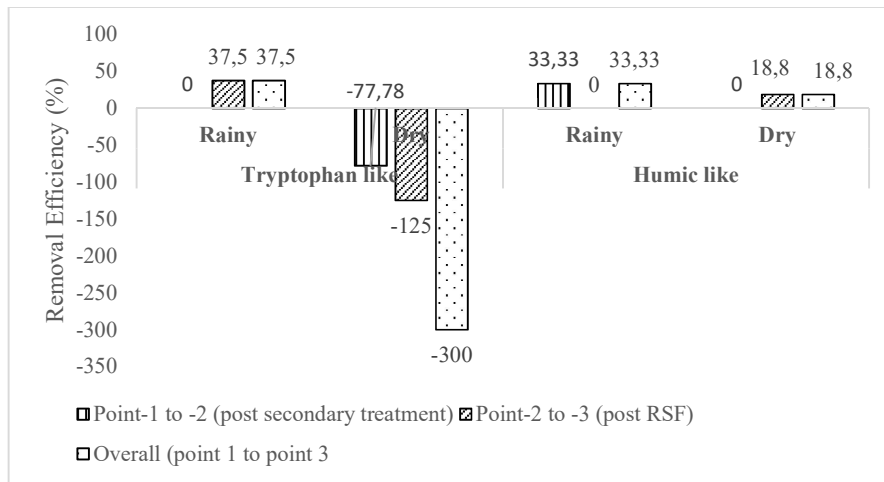 Removal Efficiency (%)
100
50
0
-50
-100
-150
-200
-250
-300
-350
0
37,5
37,5
-77,78
-125
-300
33,33
0
33,33
0
18,8
18,8
Rainy
Dry
Rainy
Dry
Tryptophan like
Humic like
Point-1 to -2 (post secondary treatment)
Point-2 to -3 (post RSF)
Overall (point 1 to point 3